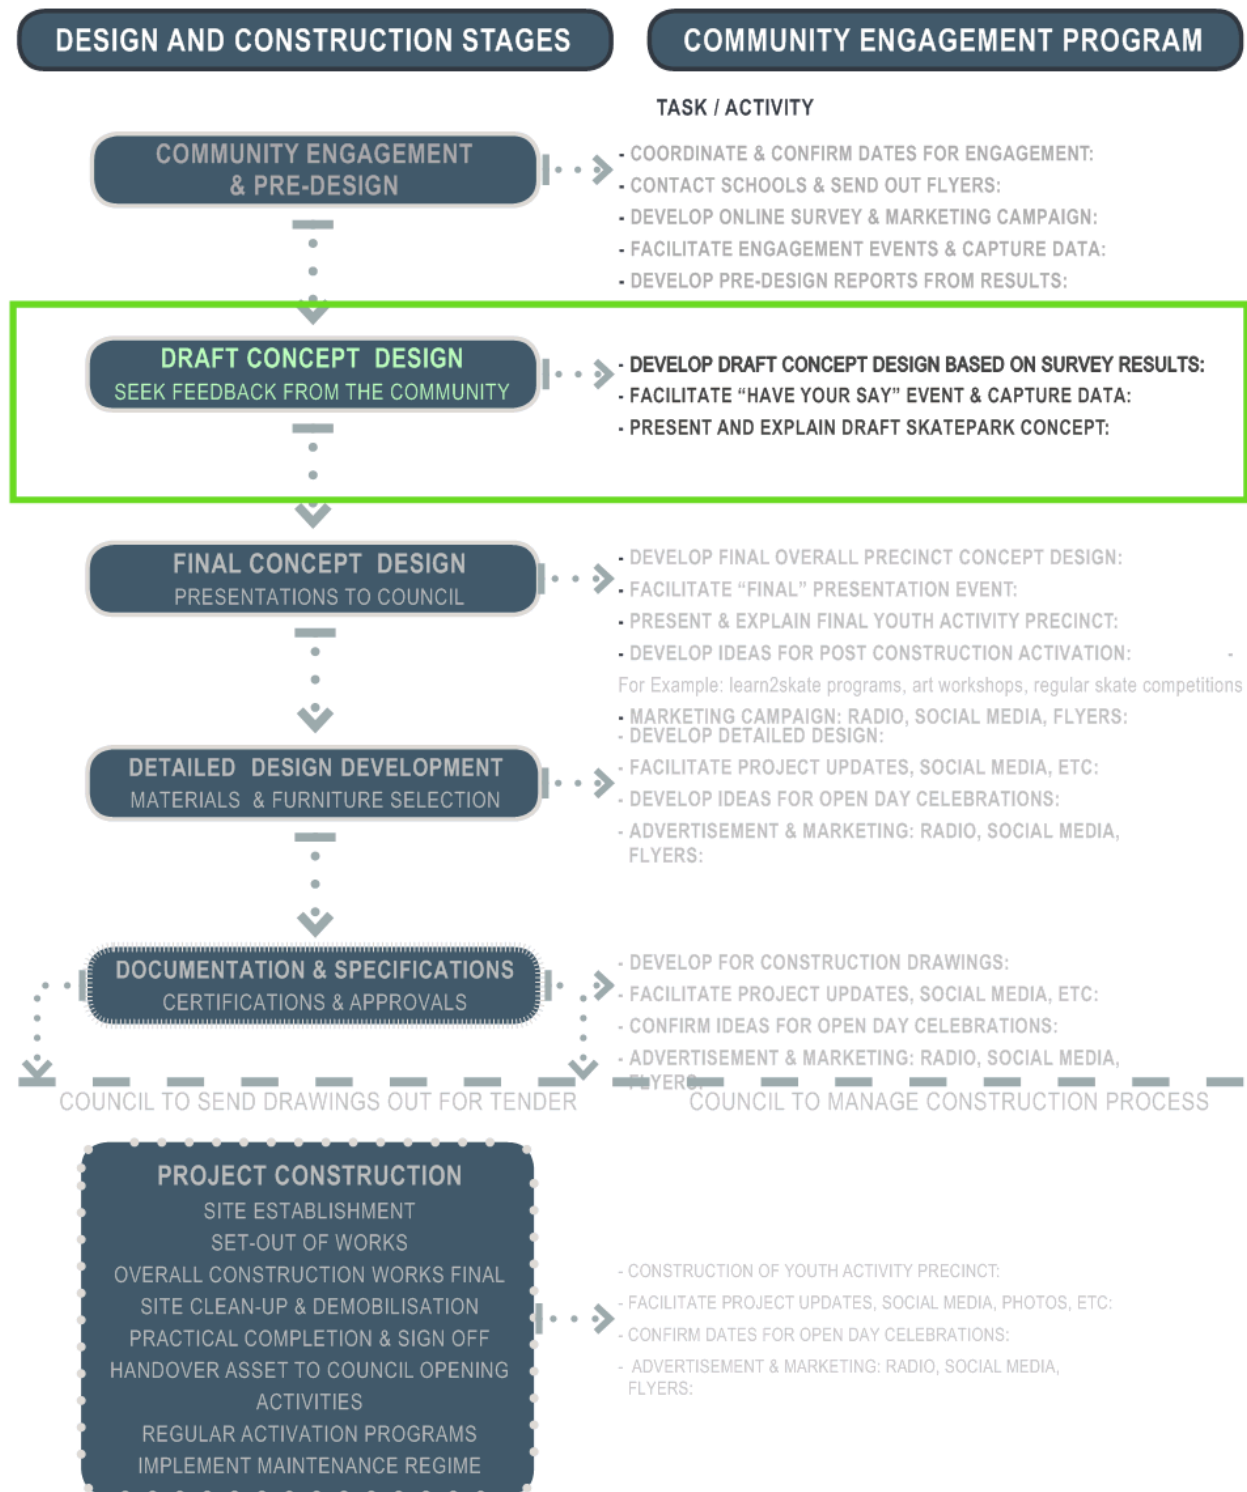 DESIGN AND CONSTRUCTION STAGES
COMMUNITY ENGAGEMENT PROGRAM
TASK / ACTIVITY
COMMUNITY ENGAGEMENT
& PRE-DESIGN
- COORDINATE & CONFIRM DATES FOR ENGAGEMENT:
- CONTACT SCHOOLS & SEND OUT FLYERS:
- DEVELOP ONLINE SURVEY & MARKETING CAMPAIGN:
- FACILITATE ENGAGEMENT EVENTS & CAPTURE DATA:
- DEVELOP PRE-DESIGN REPORTS FROM RESULTS:
DRAFT CONCEPT DESIGN
SEEK FEEDBACK FROM THE COMMUNITY
- DEVELOP DRAFT CONCEPT DESIGN BASED ON SURVEY RESULTS:
- FACILITATE “HAVE YOUR SAY” EVENT & CAPTURE DATA:
- PRESENT AND EXPLAIN DRAFT SKATEPARK CONCEPT:
FINAL CONCEPT DESIGN
PRESENTATIONS TO COUNCIL
- DEVELOP FINAL OVERALL PRECINCT CONCEPT DESIGN:
- FACILITATE “FINAL” PRESENTATION EVENT:
- PRESENT & EXPLAIN FINAL YOUTH ACTIVITY PRECINCT:
- DEVELOP IDEAS FOR POST CONSTRUCTION ACTIVATION: -
For Example: learn2skate programs, art workshops, regular skate competitions
- MARKETING CAMPAIGN: RADIO, SOCIAL MEDIA, FLYERS:
DETAILED DESIGN DEVELOPMENT
MATERIALS & FURNITURE SELECTION
- DEVELOP DETAILED DESIGN:
- FACILITATE PROJECT UPDATES, SOCIAL MEDIA, ETC:
- DEVELOP IDEAS FOR OPEN DAY CELEBRATIONS:
- ADVERTISEMENT & MARKETING: RADIO, SOCIAL MEDIA,
FLYERS:
DOCUMENTATION & SPECIFICATIONS
CERTIFICATIONS & APPROVALS
- DEVELOP FOR CONSTRUCTION DRAWINGS:
- FACILITATE PROJECT UPDATES, SOCIAL MEDIA, ETC:
- CONFIRM IDEAS FOR OPEN DAY CELEBRATIONS:
- ADVERTISEMENT & MARKETING: RADIO, SOCIAL MEDIA,
FLYERS:
COUNCIL TO SEND DRAWINGS OUT FOR TENDER
COUNCIL TO MANAGE CONSTRUCTION PROCESS
PROJECT CONSTRUCTION
SITE ESTABLISHMENT
SET-OUT OF WORKS
OVERALL CONSTRUCTION WORKS FINAL
SITE CLEAN-UP & DEMOBILISATION
PRACTICAL COMPLETION & SIGN OFF
HANDOVER ASSET TO COUNCIL OPENING
ACTIVITIES
REGULAR ACTIVATION PROGRAMS
IMPLEMENT MAINTENANCE REGIME
- CONSTRUCTION OF YOUTH ACTIVITY PRECINCT:
- FACILITATE PROJECT UPDATES, SOCIAL MEDIA, PHOTOS, ETC:
- CONFIRM DATES FOR OPEN DAY CELEBRATIONS:
- ADVERTISEMENT & MARKETING: RADIO, SOCIAL MEDIA,
FLYERS: